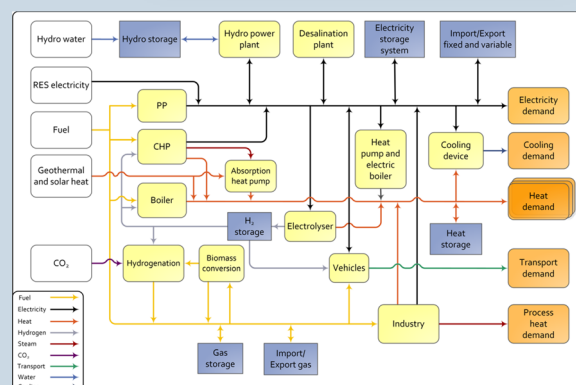 Hydro water
Hydro storage
Hydro power
plant
Desalination
plant
Electricity
storage
system
Import/Export
fixed and variable
RES electricity
PP
Electricity
demand
Fuel
CHP
Heat
pump and
electric
boiler
Cooling
device
Cooling
demand
Geothermal
and solar heat
Absorption
heat pump
Boiler
Heat
demand
H₂
storage
Electrolyser
Heat
storage
CO₂
Hydrogenation
Biomass
conversion
Vehicles
Transport
demand
Industry
Process
heat
demand
Gas
storage
Import/
Export gas
Fuel
Electricity
Heat
Hydrogen
Steam
CO₂
Transport
Water